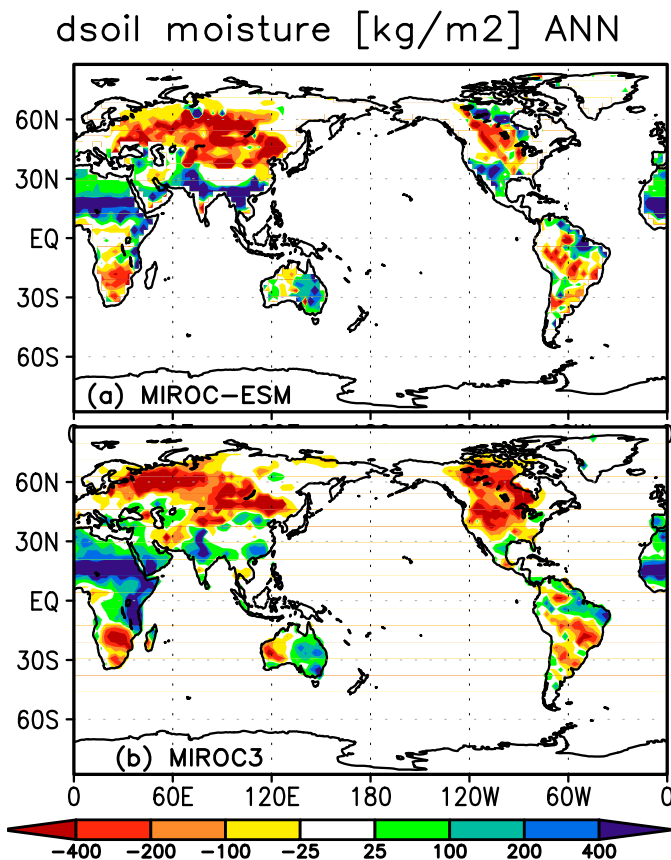 dsoil moisture [kg/m2] ANN
60N
30N
EQ
30S
60S
(a) MIROC-ESM
60N
30N
EQ
30S
60S
(b) MIROC3
0 60E 120E 180 120W 60W 0
-400 -200 -100 -25 25 100 200 400